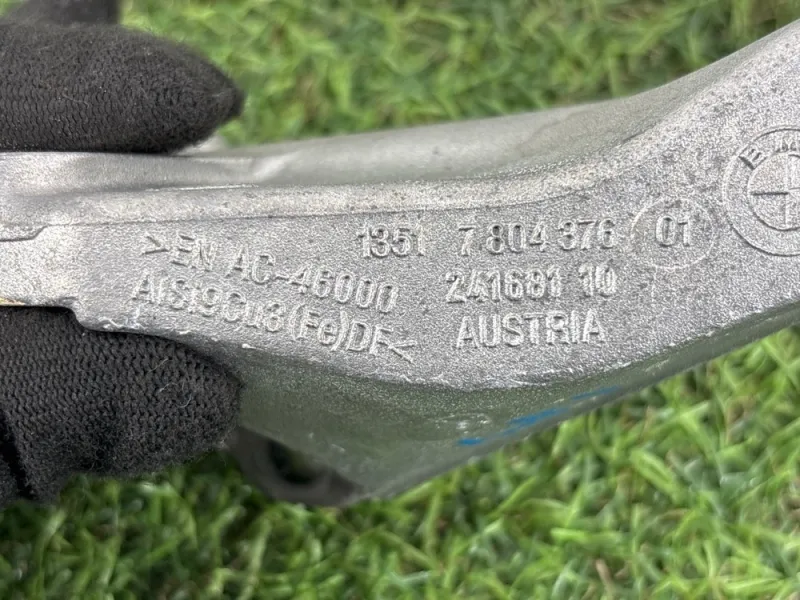 1351 7 804 376 01
>EN AC-46000 241681 10
AlSi9Cu3(Fe)DF< AUSTRIA